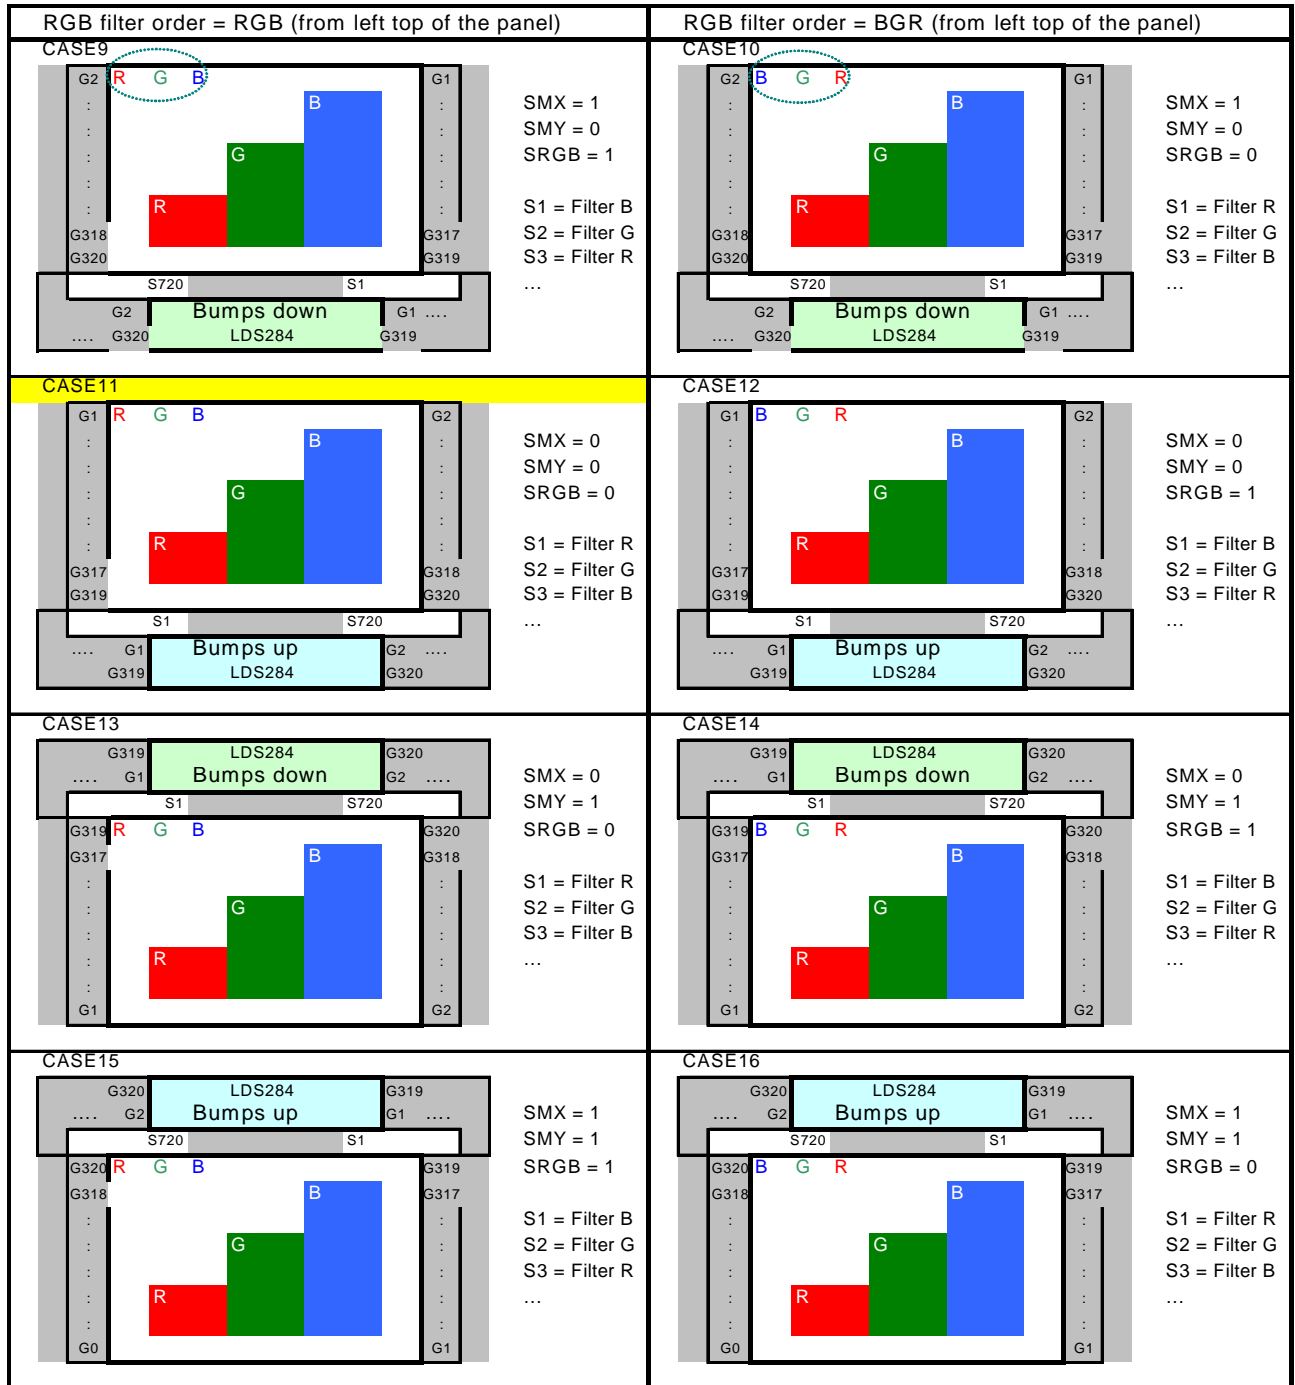 RGB filter order = RGB (from left top of the panel)
RGB filter order = BGR (from left top of the panel)
CASE9
G2 R G B G1
: :
B
SMX = 1
: :
SMY = 0
: G :
SRGB = 1
: :
: R :
S1 = Filter B
G318 G317
S2 = Filter G
G320 G319
S3 = Filter R
S720 S1
...
G2 Bumps down G1 ....
.... G320 LDS284 G319
CASE10
G2 B G R G1
: :
B
SMX = 1
: :
SMY = 0
: G :
SRGB = 0
: :
: R :
S1 = Filter R
G318 G317
S2 = Filter G
G320 G319
S3 = Filter B
S720 S1
...
G2 Bumps down G1 ....
.... G320 LDS284 G319
CASE11
G1 R G B G2
: :
B
SMX = 0
: :
SMY = 0
: G :
SRGB = 0
: :
: R :
S1 = Filter R
G317 G318
S2 = Filter G
G319 G320
S3 = Filter B
S1 S720
...
.... G1 Bumps up G2 ....
G319 LDS284 G320
CASE12
G1 B G R G2
: :
B
SMX = 0
: :
SMY = 0
: G :
SRGB = 1
: :
: R :
S1 = Filter B
G317 G318
S2 = Filter G
G319 G320
S3 = Filter R
S1 S720
...
.... G1 Bumps up G2 ....
G319 LDS284 G320
CASE13
G319 LDS284 G320
.... G1 Bumps down G2 ....
SMX = 0
S1 S720
SMY = 1
G319 R G B G320
SRGB = 0
G317 B G318
: :
S1 = Filter R
: G :
S2 = Filter G
: :
S3 = Filter B
: R :
...
: :
G1 G2
CASE14
G319 LDS284 G320
.... G1 Bumps down G2 ....
SMX = 0
S1 S720
SMY = 1
G319 B G R G320
SRGB = 1
G317 B G318
: :
S1 = Filter B
: G :
S2 = Filter G
: :
S3 = Filter R
: R :
...
: :
G1 G2
CASE15
G320 LDS284 G319
.... G2 Bumps up G1 ....
SMX = 1
S720 S1
SMY = 1
G320 R G B G319
SRGB = 1
G318 B G317
: :
S1 = Filter B
: G :
S2 = Filter G
: :
S3 = Filter R
: R :
...
: :
G0 G1
CASE16
G320 LDS284 G319
.... G2 Bumps up G1 ....
SMX = 1
S720 S1
SMY = 1
G320 B G R G319
SRGB = 0
G318 B G317
: :
S1 = Filter R
: G :
S2 = Filter G
: :
S3 = Filter B
: R :
...
: :
G0 G1